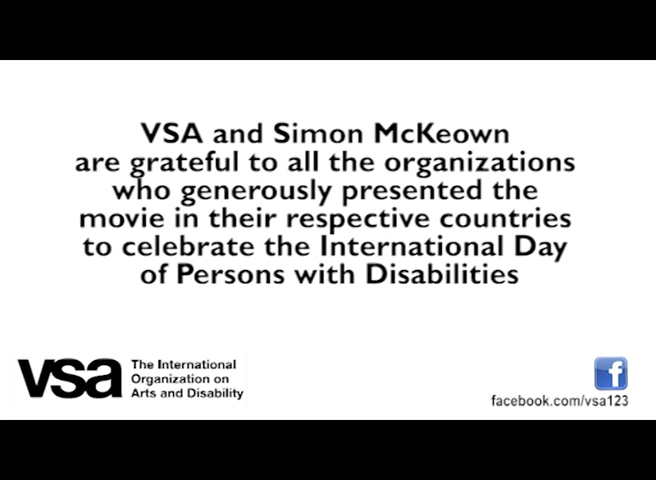 VSA and Simon McKeown
are grateful to all the organizations
who generously presented the
movie in their respective countries
to celebrate the International Day
of Persons with Disabilities
vsa
The International
Organization on
Arts and Disability
f
facebook.com/vsa123